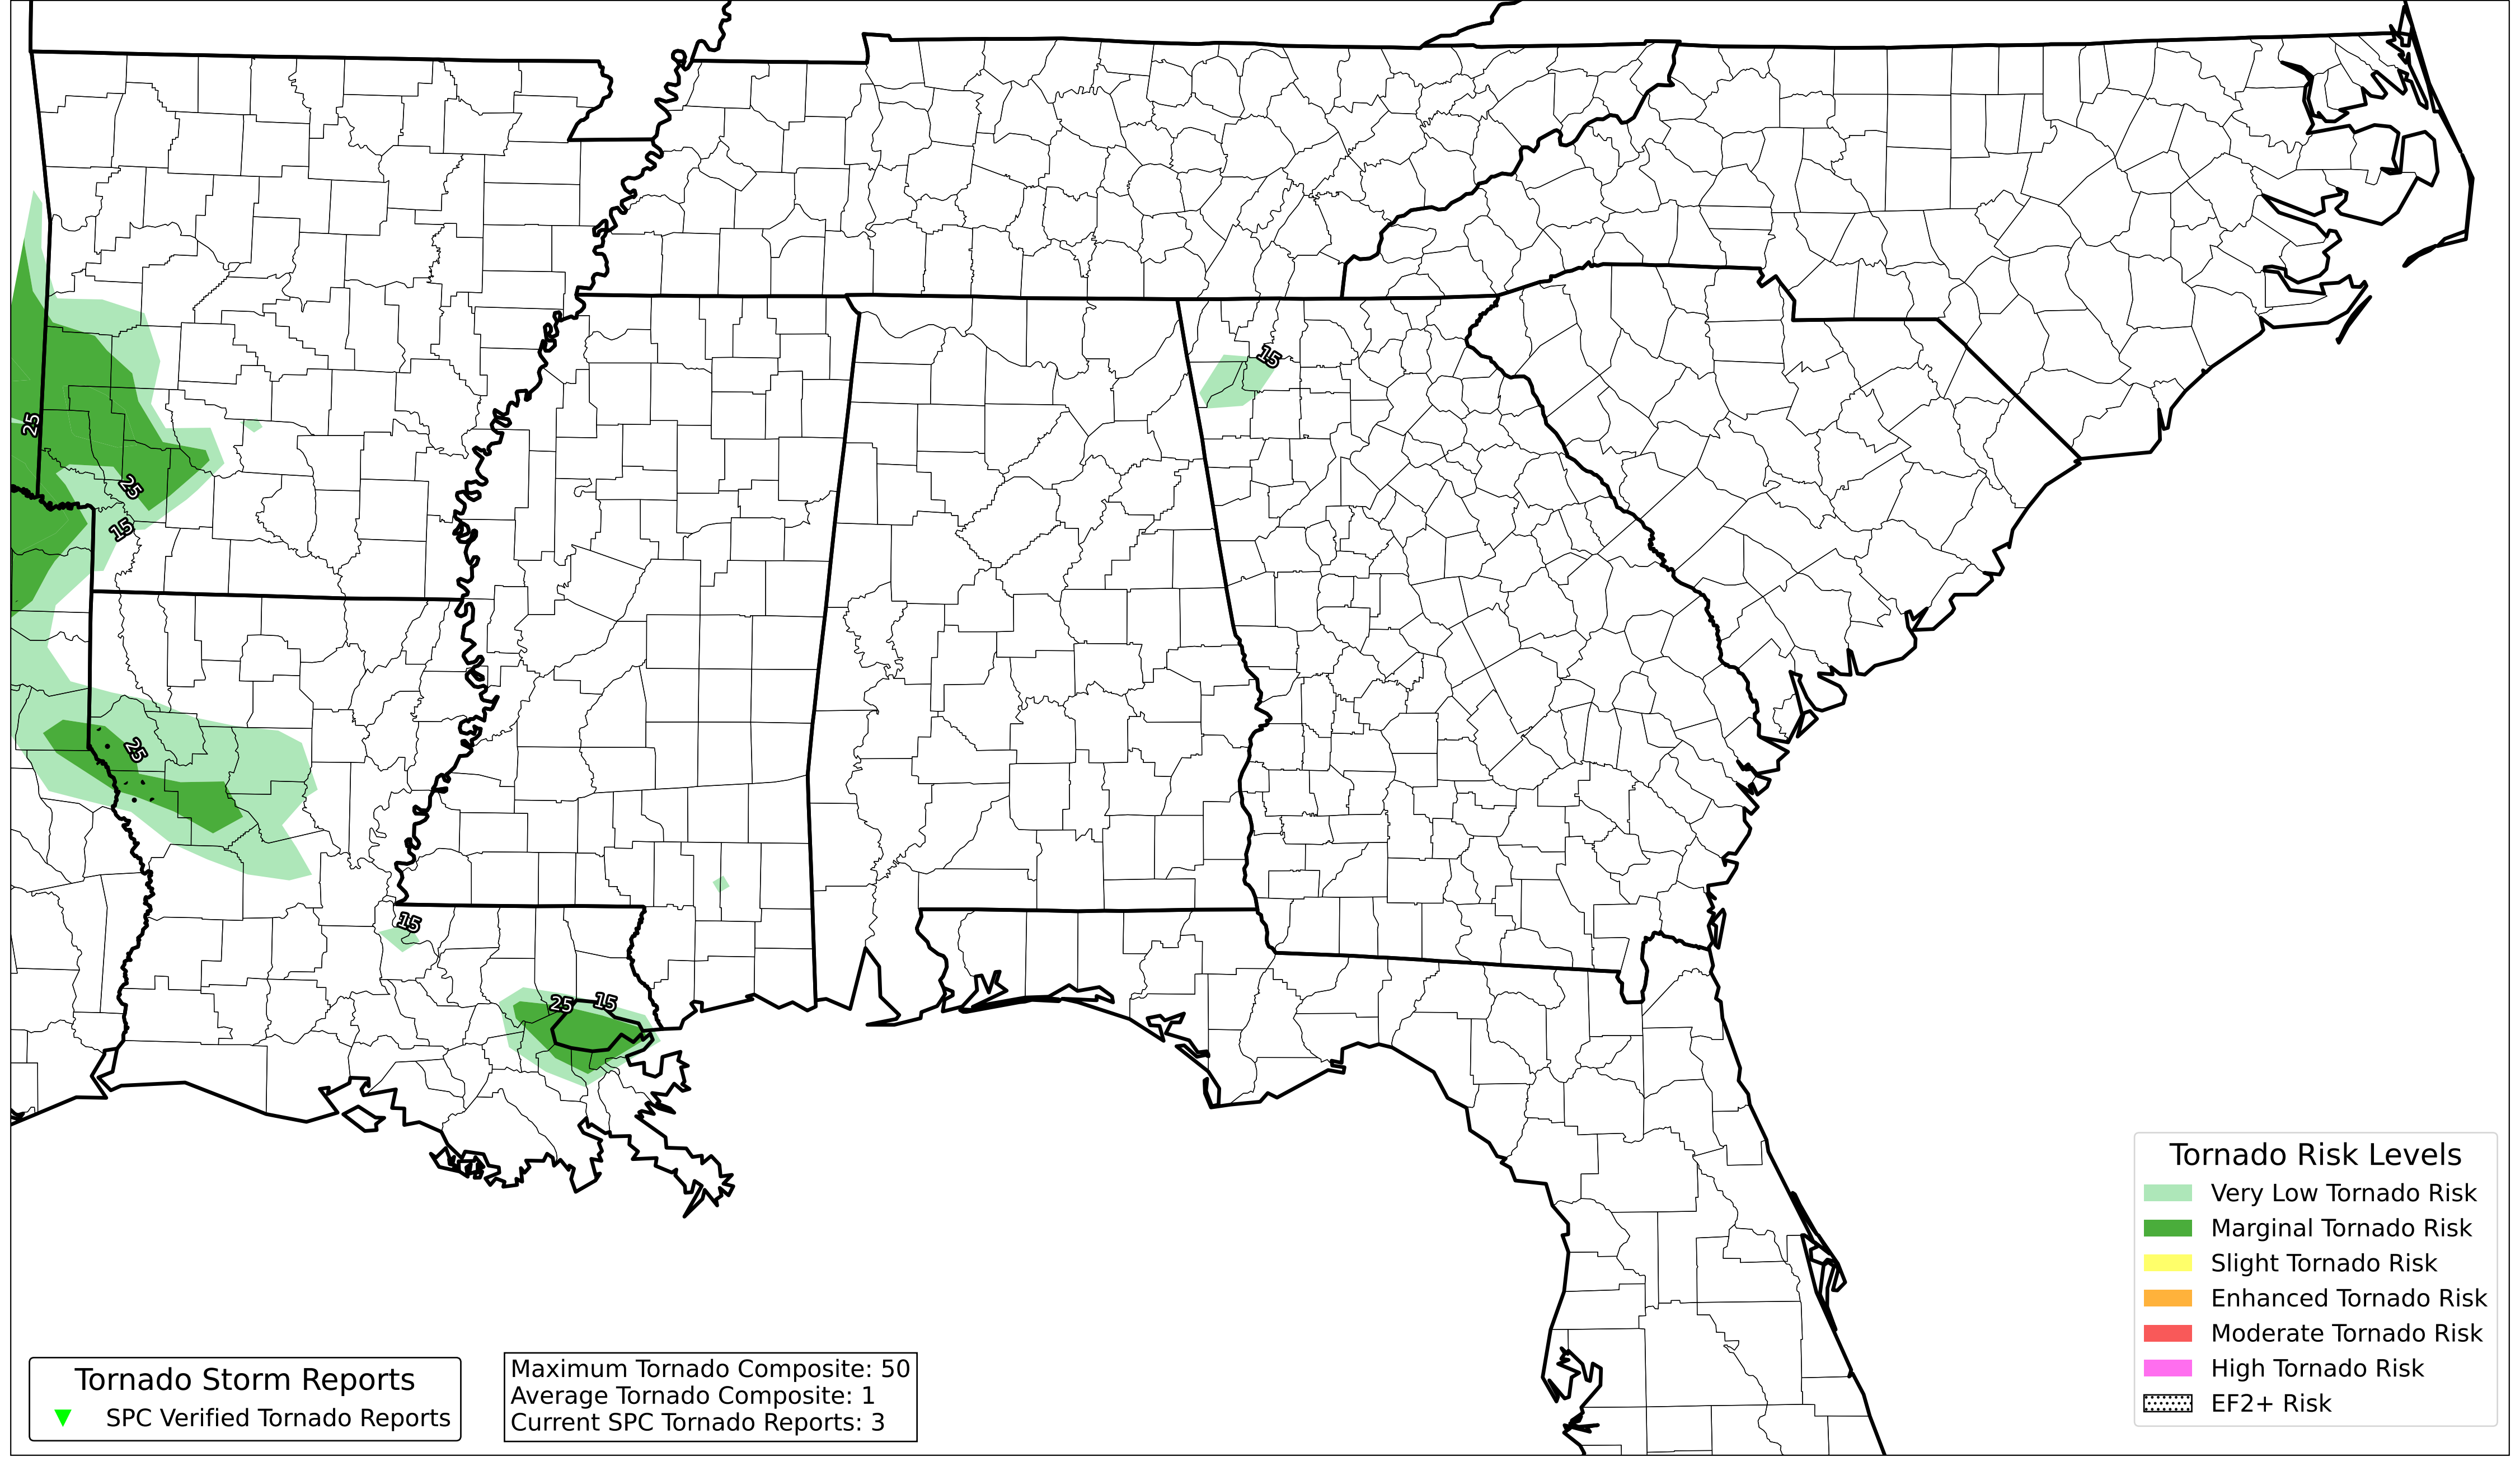 15
25
25
15
25
15
25
15
Tornado Risk Levels
Very Low Tornado Risk
Marginal Tornado Risk
Slight Tornado Risk
Enhanced Tornado Risk
Moderate Tornado Risk
High Tornado Risk
EF2+ Risk
Tornado Storm Reports
SPC Verified Tornado Reports
Maximum Tornado Composite: 50
Average Tornado Composite: 1
Current SPC Tornado Reports: 3